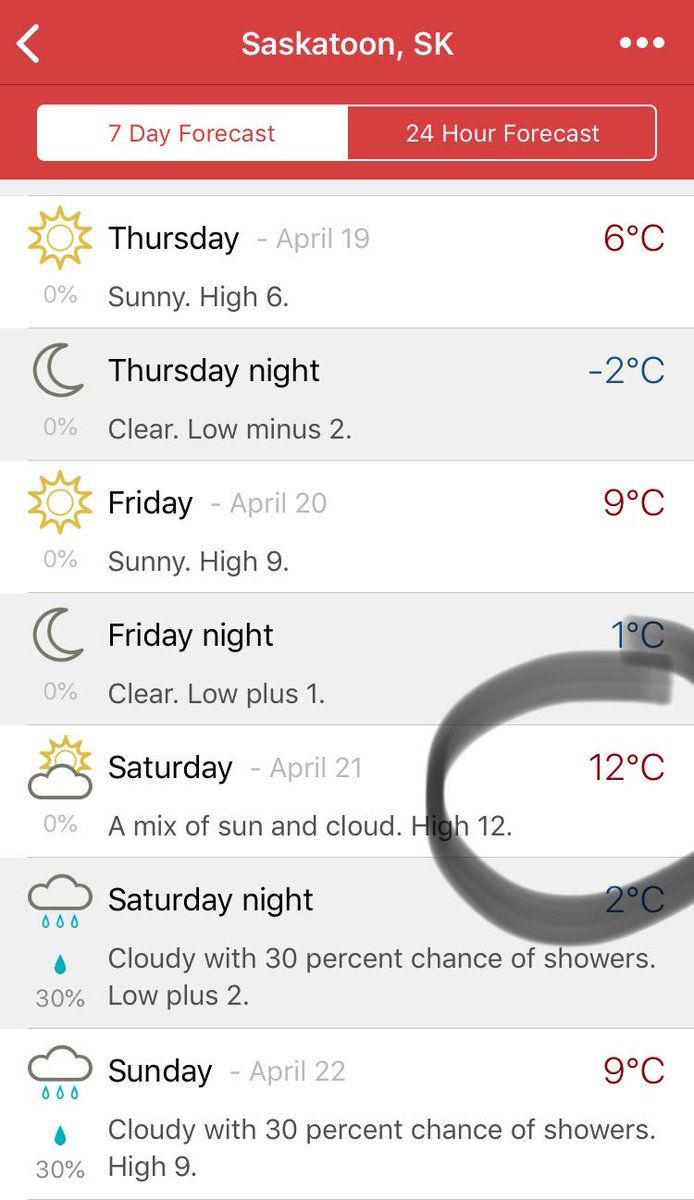 Saskatoon, SK
7 Day Forecast 24 Hour Forecast
Thursday - April 19 6°C
0% Sunny. High 6.
Thursday night -2°C
0% Clear. Low minus 2.
Friday - April 20 9°C
0% Sunny. High 9.
Friday night 1°C
0% Clear. Low plus 1.
Saturday - April 21 12°C
0% A mix of sun and cloud. High 12.
Saturday night 2°C
Cloudy with 30 percent chance of showers.
30% Low plus 2.
Sunday - April 22 9°C
Cloudy with 30 percent chance of showers.
30% High 9.